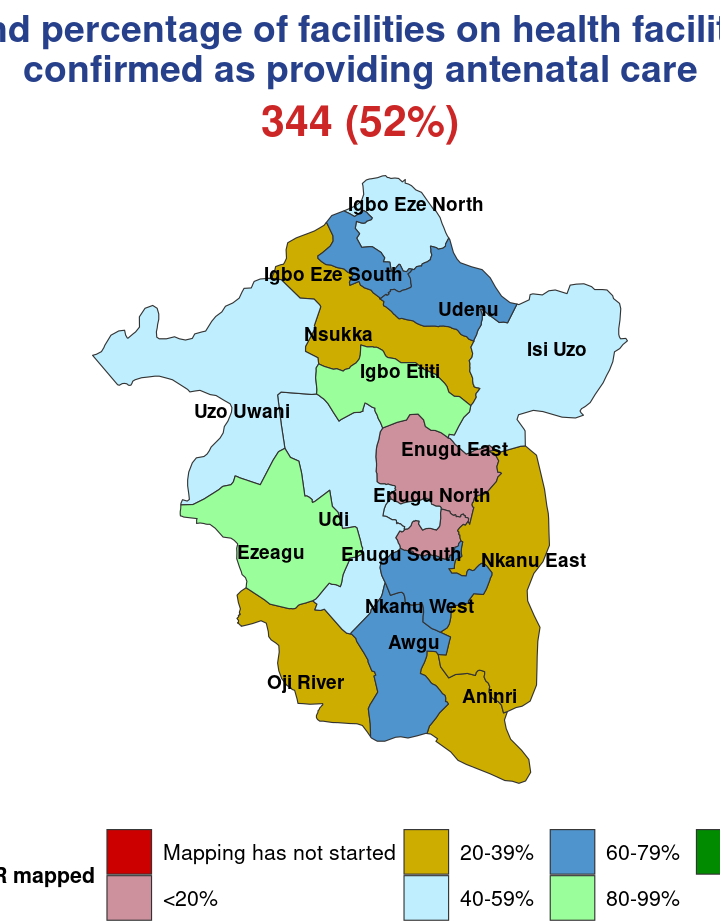 nd percentage of facilities on health facilit
confirmed as providing antenatal care
344 (52%)
Igbo Eze North
Igbo Eze South
Udenu
Nsukka
Isi Uzo
Igbo Etiti
Uzo Uwani
Enugu East
Enugu North
Udi
Ezeagu
Enugu South
Nkanu East
Nkanu West
Awgu
Oji River
Aninri
R mapped
Mapping has not started
20-39%
60-79%
<20%
40-59%
80-99%